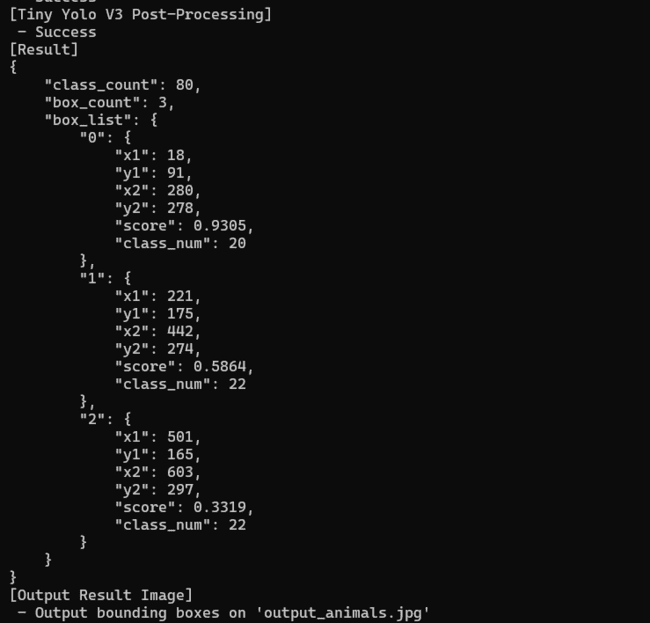 - Success
[Tiny Yolo V3 Post-Processing]
 - Success
[Result]
{
    "class_count": 80,
    "box_count": 3,
    "box_list": {
        "0": {
            "x1": 18,
            "y1": 91,
            "x2": 280,
            "y2": 278,
            "score": 0.9305,
            "class_num": 20
        },
        "1": {
            "x1": 221,
            "y1": 175,
            "x2": 442,
            "y2": 274,
            "score": 0.5864,
            "class_num": 22
        },
        "2": {
            "x1": 501,
            "y1": 165,
            "x2": 603,
            "y2": 297,
            "score": 0.3319,
            "class_num": 22
        }
    }
}
[Output Result Image]
 - Output bounding boxes on 'output_animals.jpg'